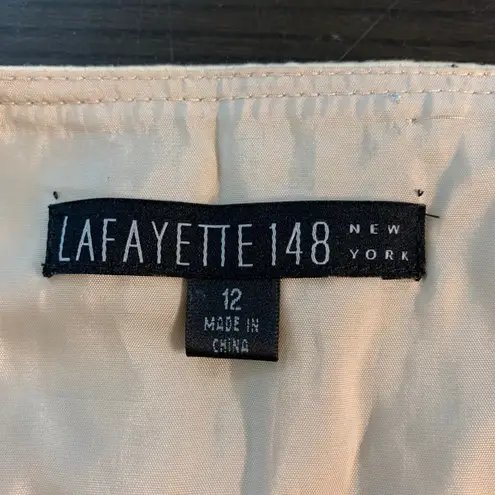 LAFAYETTE 148 NEW YORK
12
MADE IN
CHINA